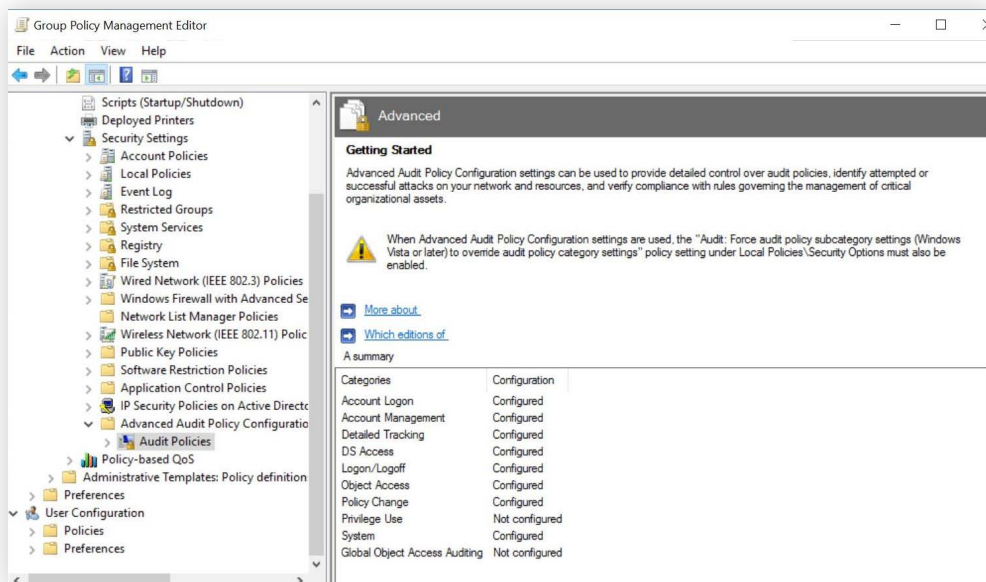 Group Policy Management Editor
File Action View Help
Scripts (Startup/Shutdown)
Deployed Printers
Security Settings
Account Policies
Local Policies
Event Log
Restricted Groups
System Services
Registry
File System
Wired Network (IEEE 802.3) Policies
Windows Firewall with Advanced Se
Network List Manager Policies
Wireless Network (IEEE 802.11) Polic
Public Key Policies
Software Restriction Policies
Application Control Policies
IP Security Policies on Active Directo
Advanced Audit Policy Configuratio
Audit Policies
Policy-based QoS
Administrative Templates: Policy definition
Preferences
User Configuration
Policies
Preferences
Advanced
Getting Started
Advanced Audit Policy Configuration settings can be used to provide detailed control over audit policies, identify attempted or
successful attacks on your network and resources, and verify compliance with rules governing the management of critical
organizational assets.
When Advanced Audit Policy Configuration settings are used, the "Audit: Force audit policy subcategory settings (Windows
Vista or later) to override audit policy category settings" policy setting under Local Policies\Security Options must also be
enabled.
More about
Which editions of
A summary
Categories Configuration
Account Logon Configured
Account Management Configured
Detailed Tracking Configured
DS Access Configured
Logon/Logoff Configured
Object Access Configured
Policy Change Configured
Privilege Use Not configured
System Configured
Global Object Access Auditing Not configured